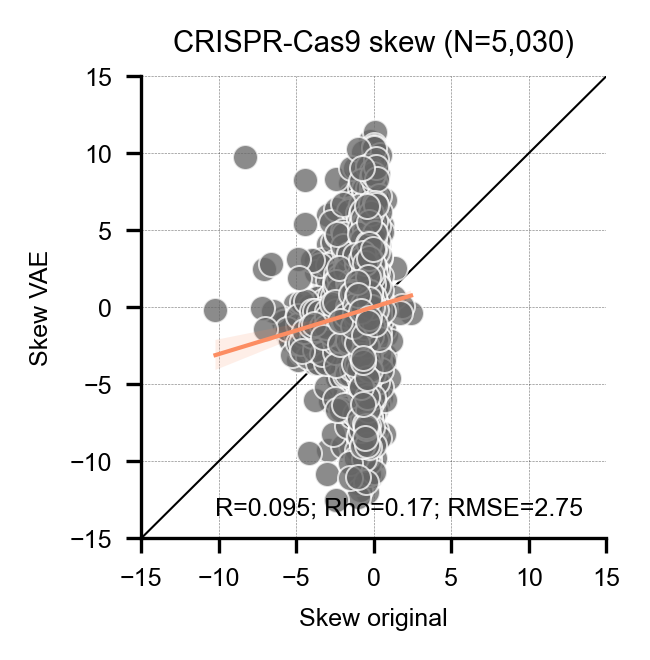 CRISPR-Cas9 skew (N=5,030)
15
10
5
0
−5
−10
−15
Skew VAE
R=0.095; Rho=0.17; RMSE=2.75
−15 −10 −5 0 5 10 15
Skew original